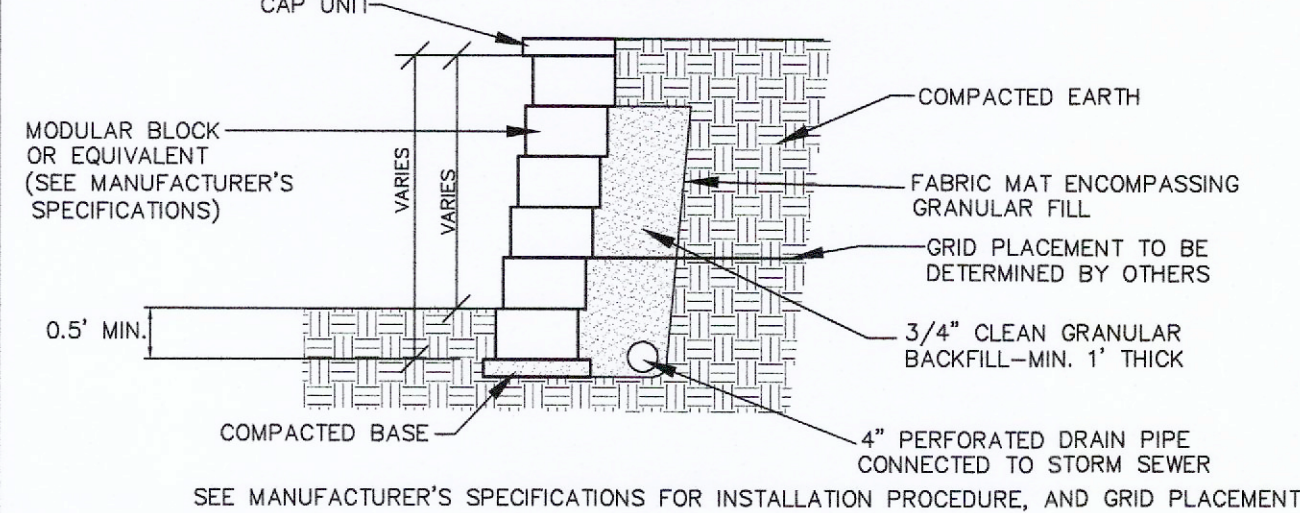 CAP UNIT
MODULAR BLOCK
OR EQUIVALENT
(SEE MANUFACTURER'S
SPECIFICATIONS)
VARIES
VARIES
0.5' MIN.
COMPACTED BASE
COMPACTED EARTH
FABRIC MAT ENCOMPASSING
GRANULAR FILL
GRID PLACEMENT TO BE
DETERMINED BY OTHERS
3/4" CLEAN GRANULAR
BACKFILL-MIN. 1' THICK
4" PERFORATED DRAIN PIPE
CONNECTED TO STORM SEWER
SEE MANUFACTURER'S SPECIFICATIONS FOR INSTALLATION PROCEDURE, AND GRID PLACEMENT